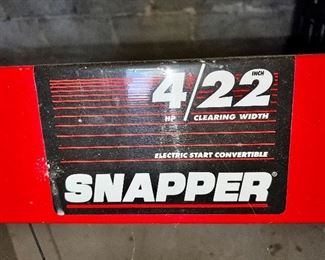 4/22 INCH
HP CLEARING WIDTH
ELECTRIC START CONVERTIBLE
SNAPPER®